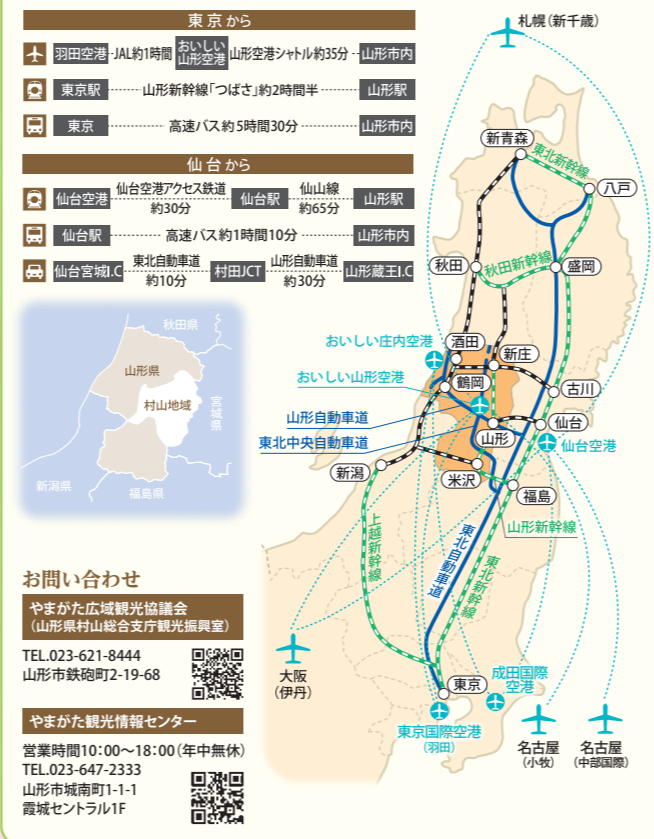 東京から
羽田空港 JAL約1時間 おいしい山形空港 山形空港シャトル約35分 山形市内
東京駅 山形新幹線「つばさ」約2時間半 山形駅
東京 高速バス約5時間30分 山形市内
仙台から
仙台空港 仙台空港アクセス鉄道 約30分 仙台駅 仙山線 約65分 山形駅
仙台駅 高速バス約1時間10分 山形市内
仙台宮城I.C 東北自動車道 約10分 村田JCT 山形自動車道 約30分 山形蔵王I.C
秋田県
山形県
村山地域
宮城県
新潟県
福島県
お問い合わせ
やまがた広域観光協議会
(山形県村山総合支庁観光振興室)
TEL.023-621-8444
山形市鉄砲町2-19-68
やまがた観光情報センター
営業時間10:00〜18:00(年中無休)
TEL.023-647-2333
山形市城南町1-1-1
霞城セントラル1F
札幌(新千歳)
新青森
東北新幹線
八戸
秋田
秋田新幹線
盛岡
おいしい庄内空港
酒田
新庄
おいしい山形空港
鶴岡
古川
山形自動車道
東北中央自動車道
山形
仙台
仙台空港
新潟
米沢
福島
山形新幹線
上越新幹線
東北自動車道
東北新幹線
大阪
(伊丹)
東京
成田国際
空港
東京国際空港
(羽田)
名古屋
(小牧)
名古屋
(中部国際)